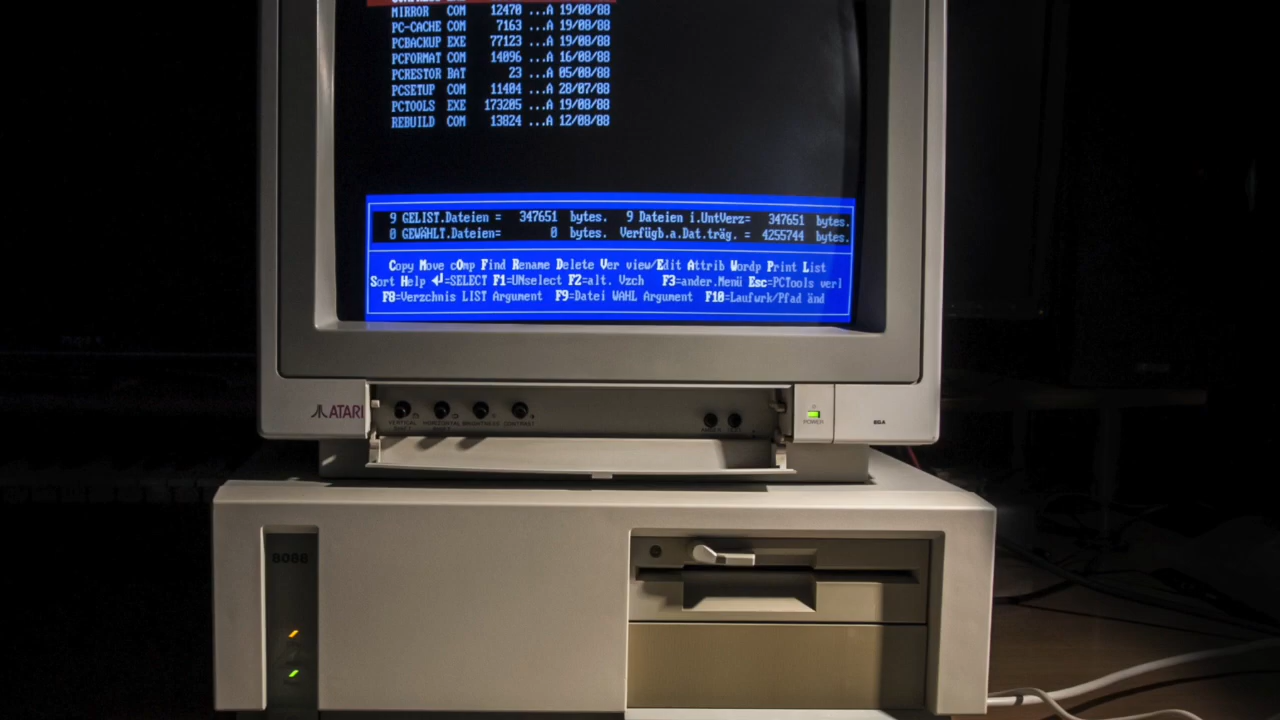 MIRROR COM 12470 ...A 19/08/88
PC-CACHE COM 7163 ...A 19/08/88
PCBACKUP EXE 77123 ...A 19/08/88
PCFORMAT COM 14096 ...A 16/08/88
PCRESTOR BAT 23 ...A 05/08/88
PCSETUP COM 11404 ...A 28/07/88
PCTOOLS EXE 173205 ...A 19/08/88
REBUILD COM 13824 ...A 12/08/88
9 GELIST.Dateien = 347651 bytes. 9 Dateien i.UntVerz= 347651 bytes.
0 GEWÄHLT.Dateien= 0 bytes. Verfügb.a.Dat.träg. = 4255744 bytes.
Copy Move cOmp Find Rename Delete Ver view/Edit Attrib Wordp Print List
Sort Help ↵=SELECT F1=UNselect F2=alt. Vzch F3=ander.Menü Esc=PCTools verl
F8=Verzchnis LIST Argument F9=Datei WAHL Argument F10=Laufwrk/Pfad änd
ATARI
VERTICAL HORIZONTAL BRIGHTNESS CONTRAST
POWER
8086